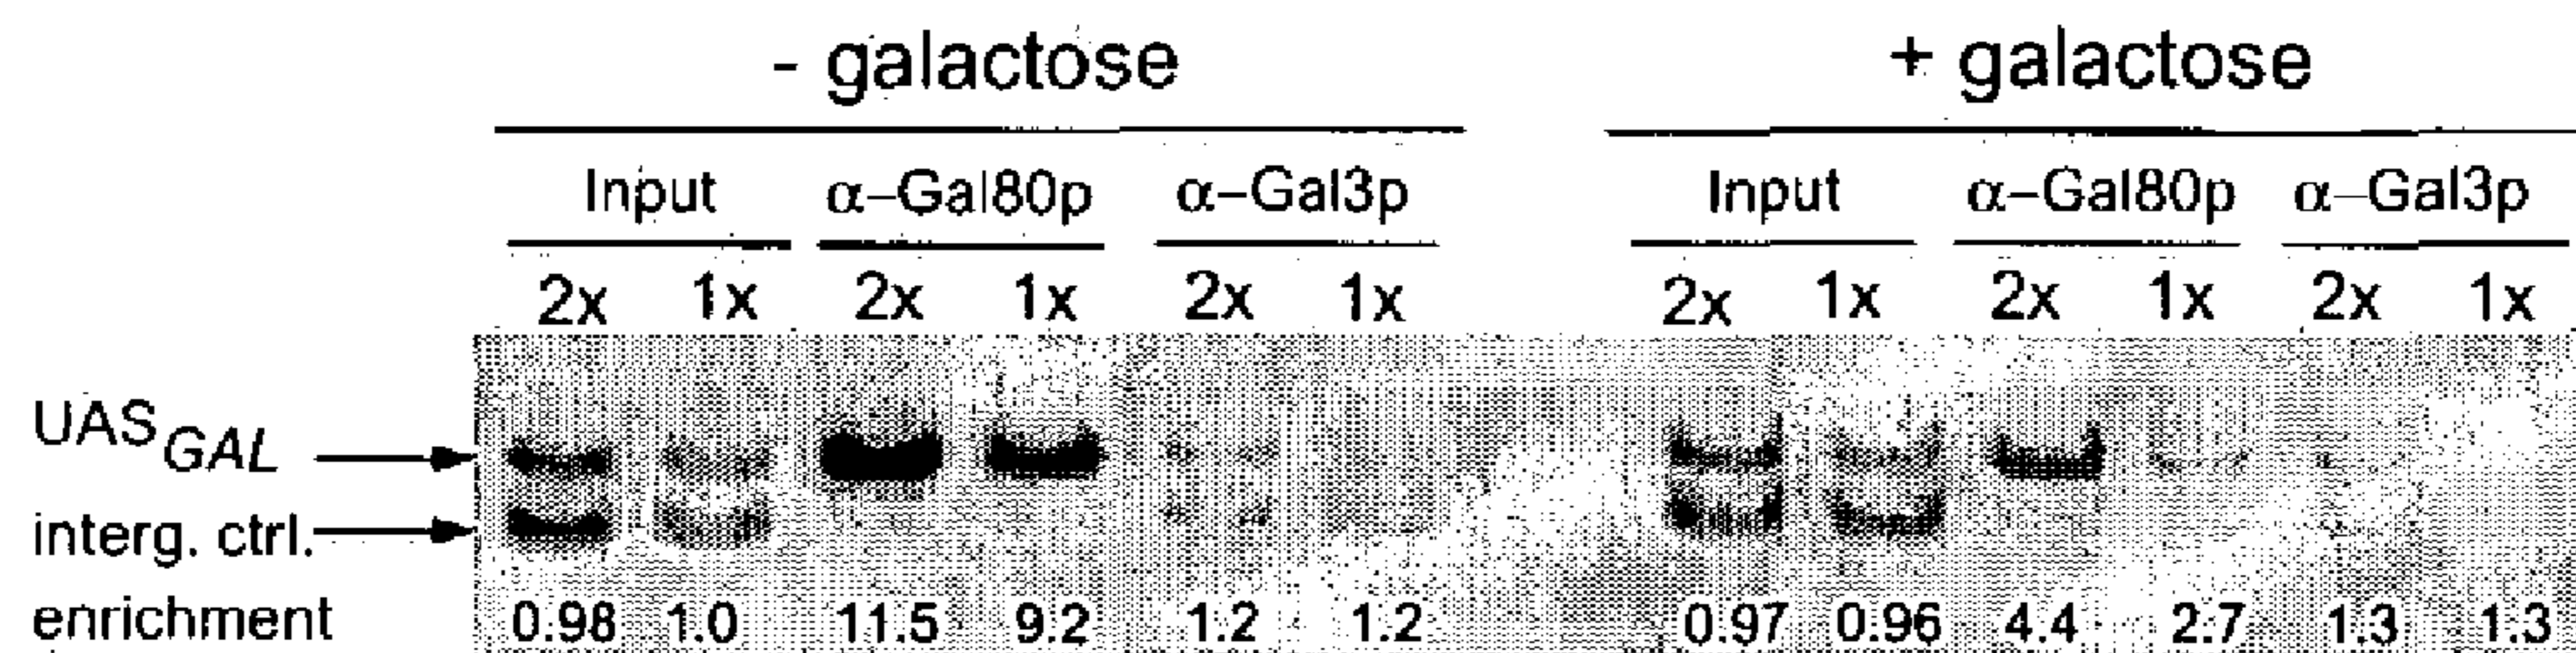 - galactose + galactose
Input α–Gal80p α–Gal3p Input α–Gal80p α–Gal3p
2x 1x 2x 1x 2x 1x 2x 1x 2x 1x 2x 1x
UAS GAL
interg. ctrl.
enrichment 0.98 1.0 11.5 9.2 1.2 1.2 0.97 0.96 4.4 2.7 1.3 1.3